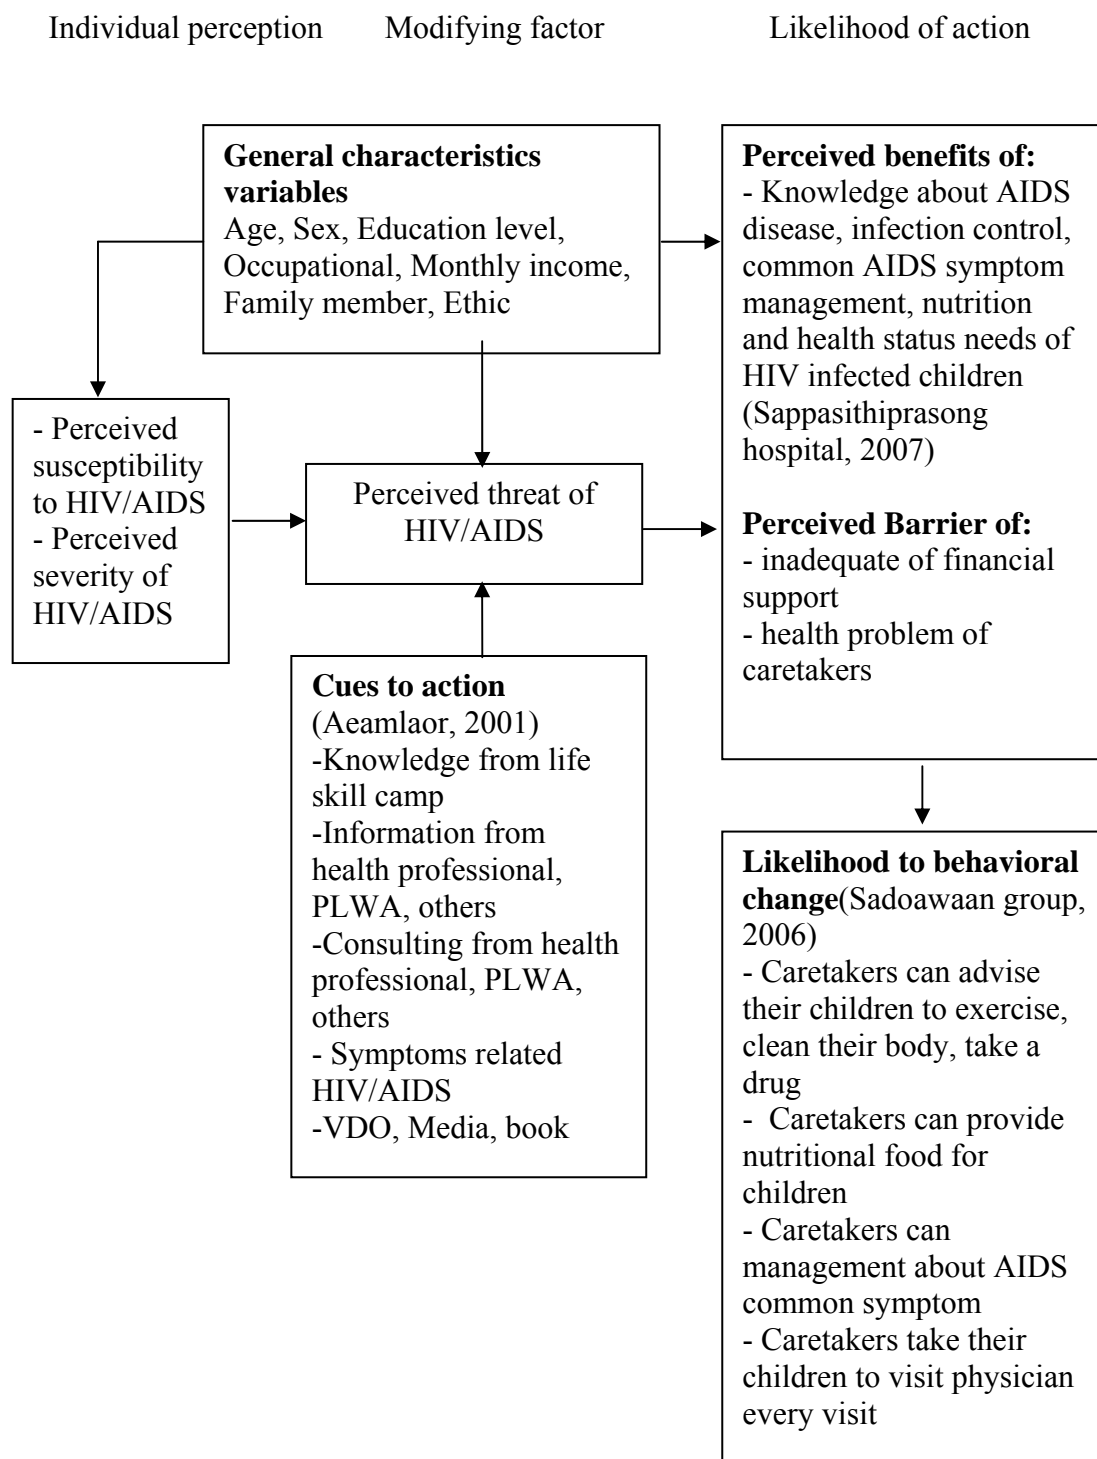 Individual perception Modifying factor Likelihood of action
General characteristics
variables
Age, Sex, Education level,
Occupational, Monthly income,
Family member, Ethic
Perceived benefits of:
- Knowledge about AIDS
disease, infection control,
common AIDS symptom
management, nutrition
and health status needs of
HIV infected children
(Sappasithiprasong
hospital, 2007)
Perceived Barrier of:
- inadequate of financial
support
- health problem of
caretakers
- Perceived
susceptibility
to HIV/AIDS
- Perceived
severity of
HIV/AIDS
Perceived threat of
HIV/AIDS
Cues to action
(Aeamlaor, 2001)
-Knowledge from life
skill camp
-Information from
health professional,
PLWA, others
-Consulting from health
professional, PLWA,
others
- Symptoms related
HIV/AIDS
-VDO, Media, book
Likelihood to behavioral
change(Sadoawaan group,
2006)
- Caretakers can advise
their children to exercise,
clean their body, take a
drug
- Caretakers can provide
nutritional food for
children
- Caretakers can
management about AIDS
common symptom
- Caretakers take their
children to visit physician
every visit